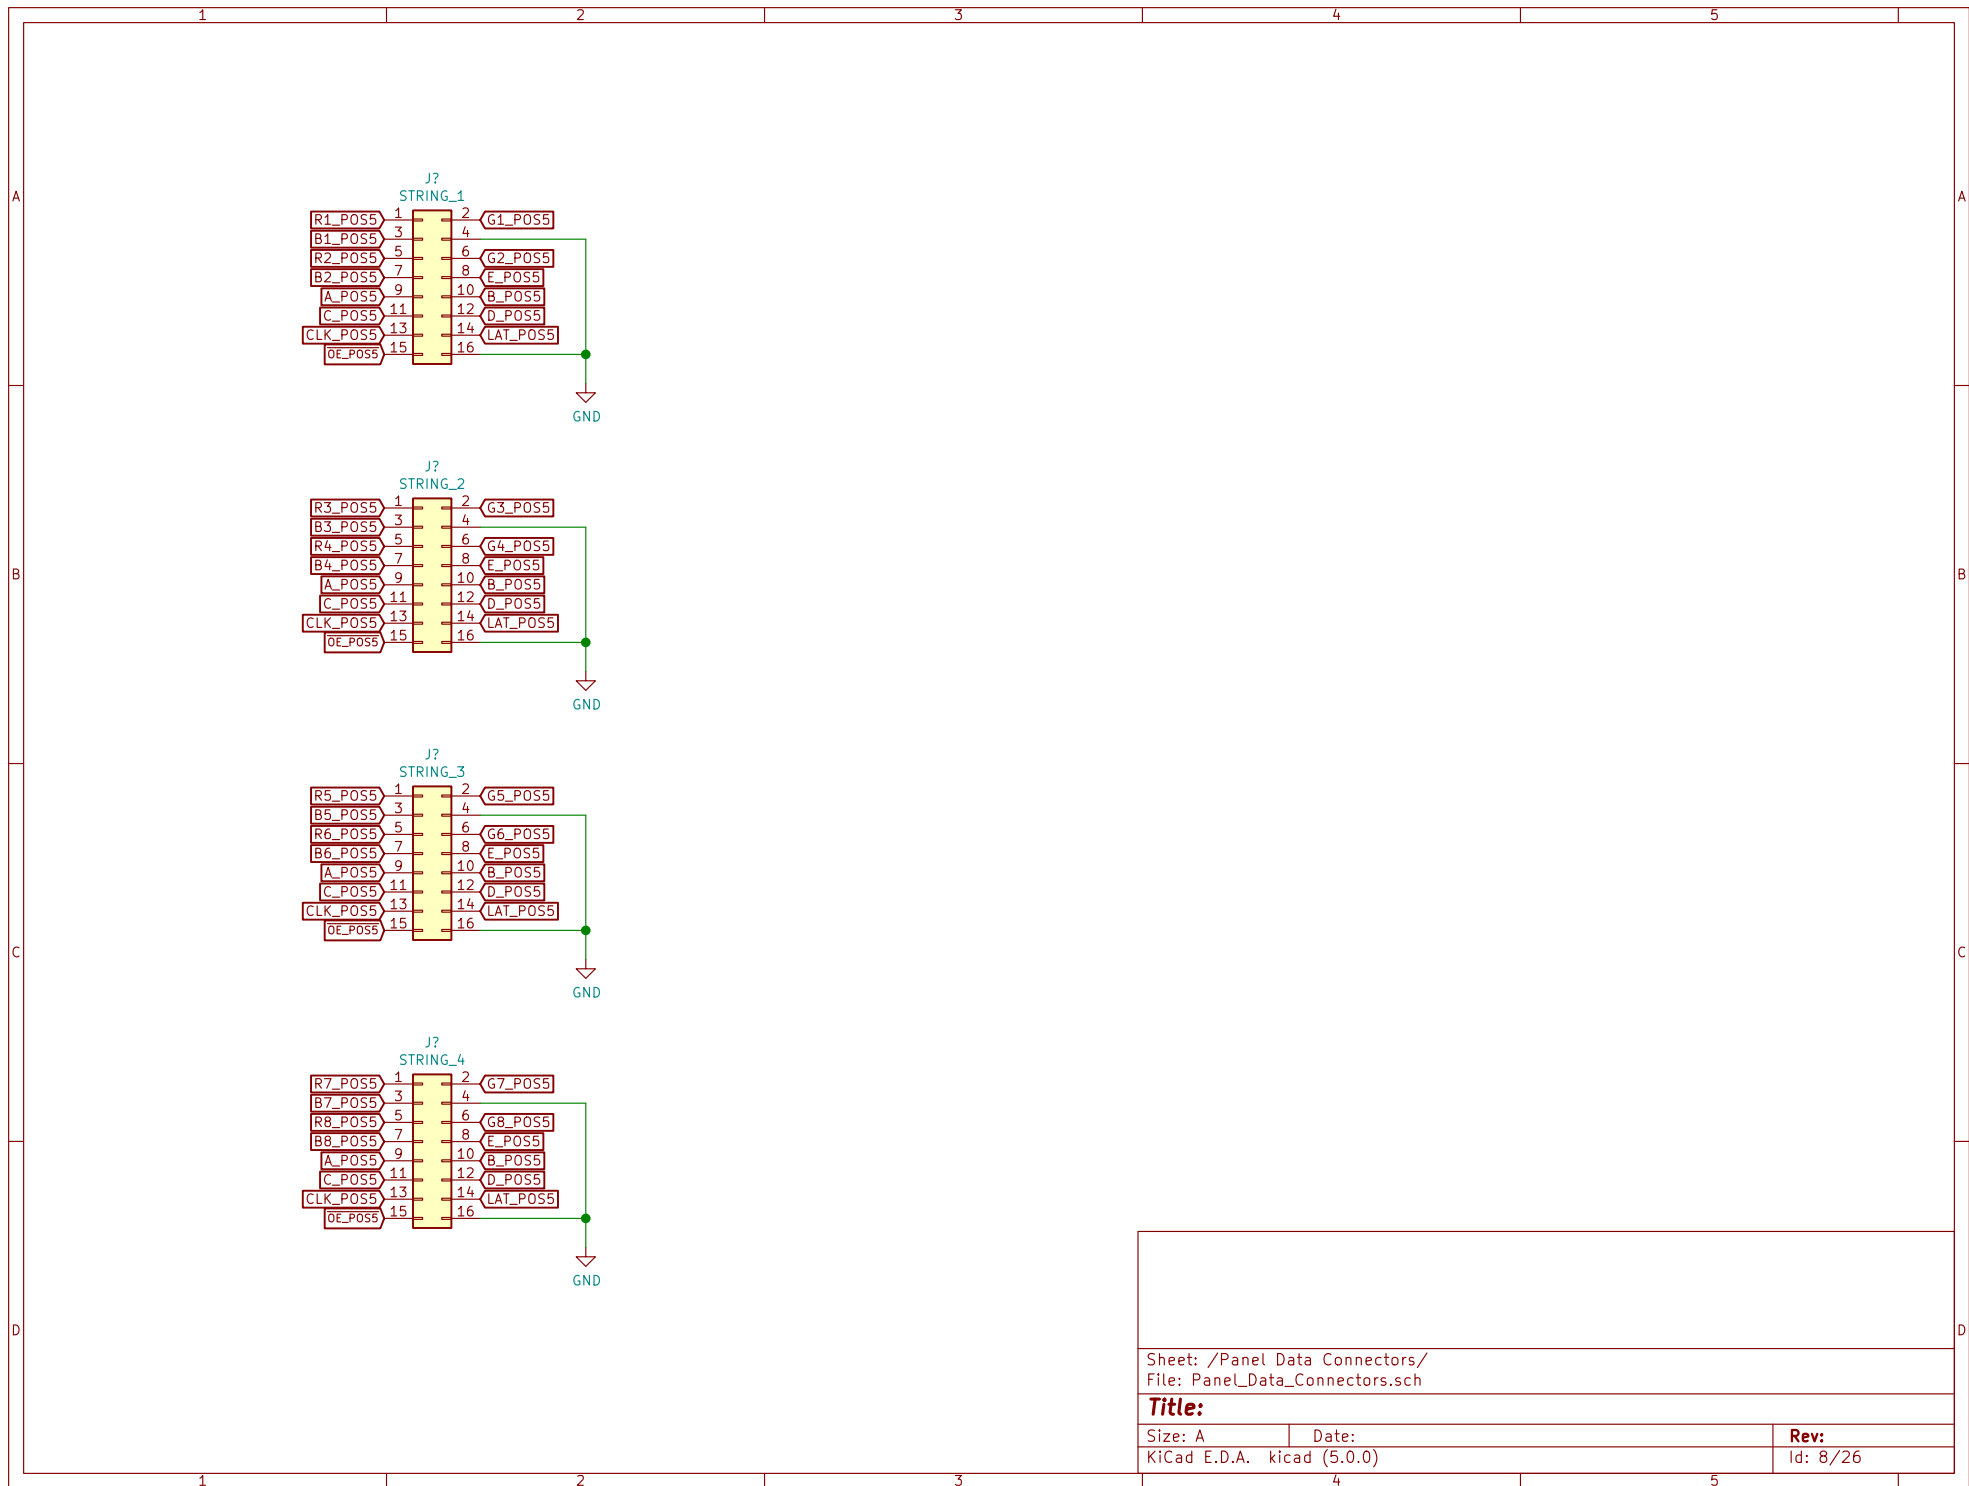 1 2 3 4 5
A A
J?
STRING_1
R1_POS5 1 2 G1_POS5
B1_POS5 3 4
R2_POS5 5 6 G2_POS5
B2_POS5 7 8 E_POS5
A_POS5 9 10 B_POS5
C_POS5 11 12 D_POS5
CLK_POS5 13 14 LAT_POS5
OE_POS5 15 16
GND
J?
STRING_2
R3_POS5 1 2 G3_POS5
B3_POS5 3 4
R4_POS5 5 6 G4_POS5
B4_POS5 7 8 E_POS5
B B
A_POS5 9 10 B_POS5
C_POS5 11 12 D_POS5
CLK_POS5 13 14 LAT_POS5
OE_POS5 15 16
GND
J?
STRING_3
R5_POS5 1 2 G5_POS5
B5_POS5 3 4
R6_POS5 5 6 G6_POS5
B6_POS5 7 8 E_POS5
A_POS5 9 10 B_POS5
C_POS5 11 12 D_POS5
CLK_POS5 13 14 LAT_POS5
OE_POS5 15 16
C C
GND
J?
STRING_4
R7_POS5 1 2 G7_POS5
B7_POS5 3 4
R8_POS5 5 6 G8_POS5
B8_POS5 7 8 E_POS5
A_POS5 9 10 B_POS5
C_POS5 11 12 D_POS5
CLK_POS5 13 14 LAT_POS5
OE_POS5 15 16
GND
D D
Sheet: /Panel Data Connectors/
File: Panel_Data_Connectors.sch
Title:
Size: A Date: Rev:
KiCad E.D.A. kicad (5.0.0) Id: 8/26
1 2 3 4 5